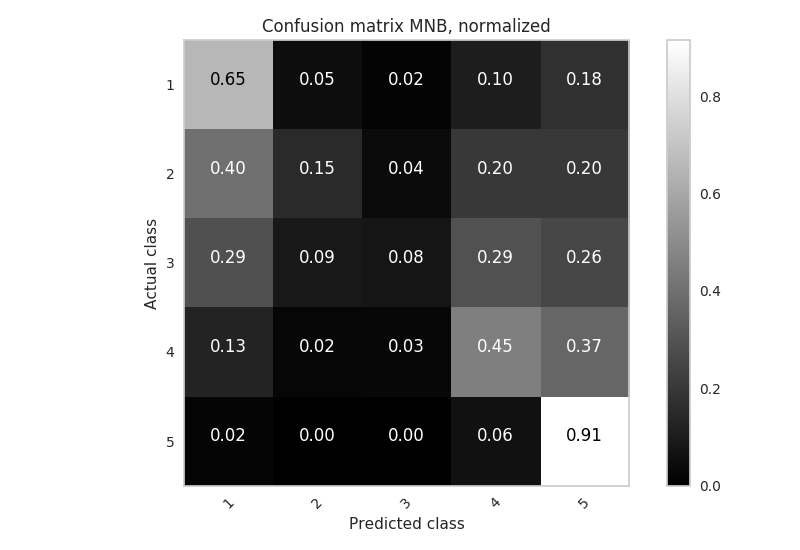 Confusion matrix MNB, normalized
1 0.65 0.05 0.02 0.10 0.18
2 0.40 0.15 0.04 0.20 0.20
3 0.29 0.09 0.08 0.29 0.26
4 0.13 0.02 0.03 0.45 0.37
5 0.02 0.00 0.00 0.06 0.91
1 2 3 4 5
Predicted class
Actual class
0.8
0.6
0.4
0.2
0.0